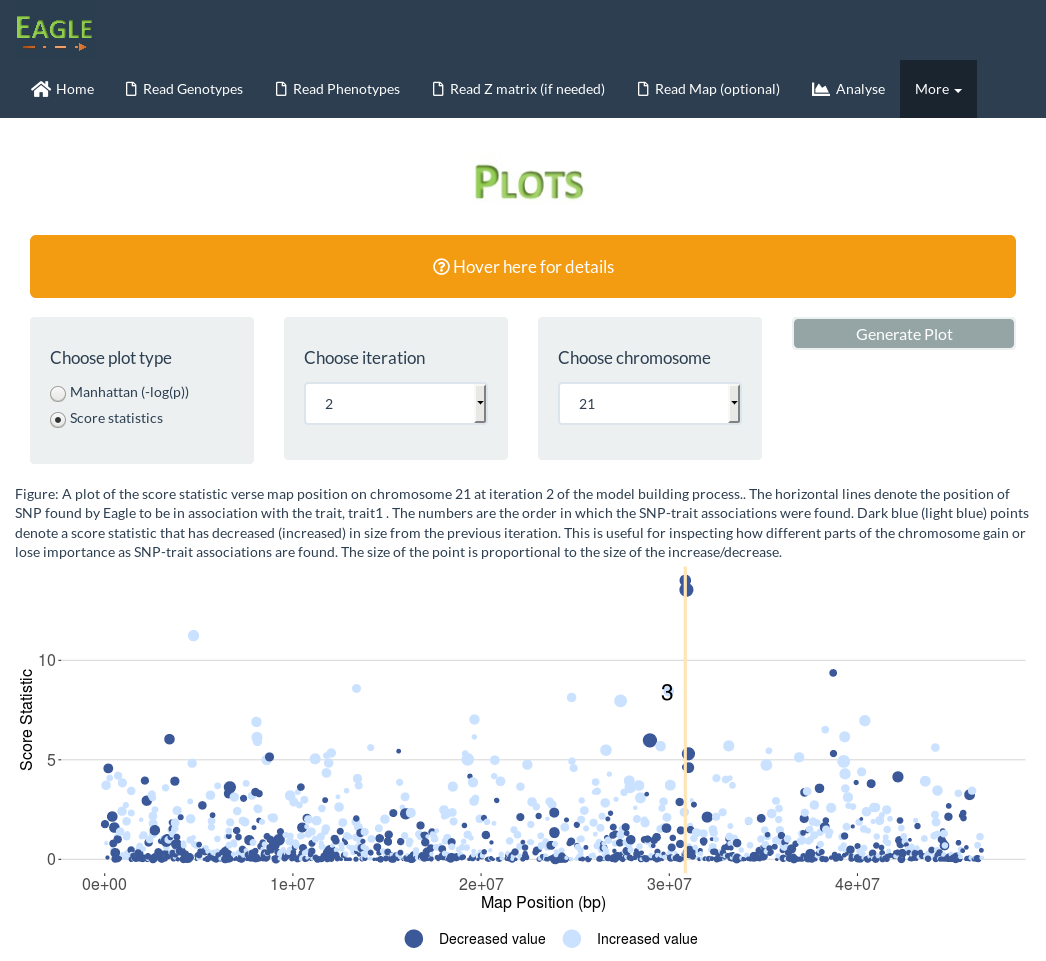 EAGLE
Home Read Genotypes Read Phenotypes Read Z matrix (if needed) Read Map (optional) Analyse More
PLOTS
Hover here for details
Choose plot type
Manhattan (-log(p))
Score statistics
Choose iteration
2
Choose chromosome
21
Generate Plot
Figure: A plot of the score statistic verse map position on chromosome 21 at iteration 2 of the model building process.. The horizontal lines denote the position of
SNP found by Eagle to be in association with the trait, trait1 . The numbers are the order in which the SNP-trait associations were found. Dark blue (light blue) points
denote a score statistic that has decreased (increased) in size from the previous iteration. This is useful for inspecting how different parts of the chromosome gain or
lose importance as SNP-trait associations are found. The size of the point is proportional to the size of the increase/decrease.
Score Statistic
10
5
0
3
0e+00 1e+07 2e+07 3e+07 4e+07
Map Position (bp)
Decreased value Increased value